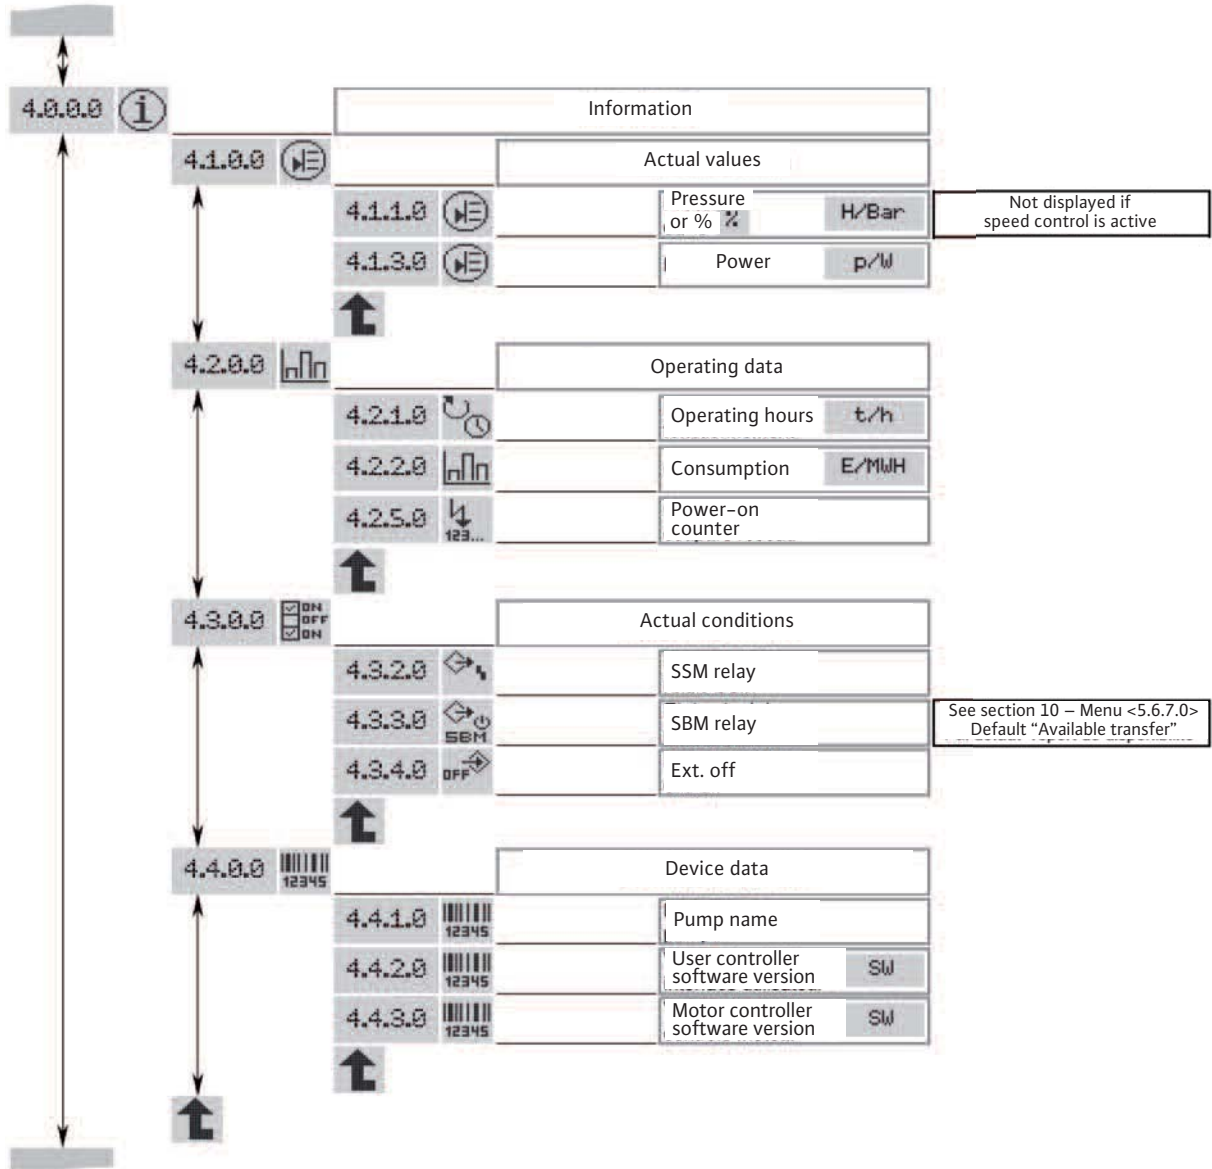 4.0.0.0 i Information
4.1.0.0 Actual values
4.1.1.0 Pressure
or % % H/Bar
Not displayed if
speed control is active
4.1.3.0 Power p/W
4.2.0.0 Operating data
4.2.1.0 Operating hours t/h
4.2.2.0 Consumption E/MWH
4.2.5.0 123... Power-on
counter
4.3.0.0 ON
OFF
ON
Actual conditions
4.3.2.0 SSM relay
4.3.3.0 SBM SBM relay
See section 10 – Menu <5.6.7.0>
Default “Available transfer”
4.3.4.0 OFF Ext. off
4.4.0.0 12345 Device data
4.4.1.0 12345 Pump name
4.4.2.0 12345 User controller
software version SW
4.4.3.0 12345 Motor controller
software version SW